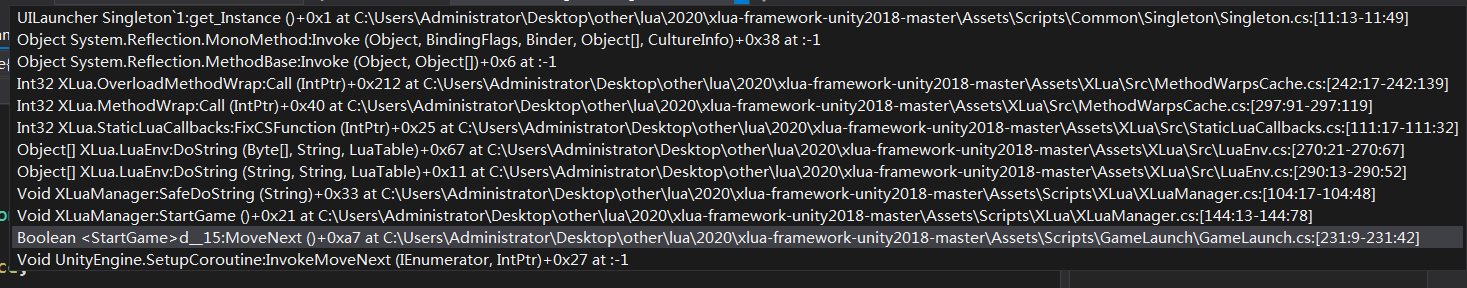 UILauncher Singleton`1:get_Instance ()+0x1 at C:\Users\Administrator\Desktop\other\lua\2020\xlua-framework-unity2018-master\Assets\Scripts\Common\Singleton\Singleton.cs:[11:13-11:49]
Object System.Reflection.MonoMethod:Invoke (Object, BindingFlags, Binder, Object[], CultureInfo)+0x38 at :-1
Object System.Reflection.MethodBase:Invoke (Object, Object[])+0x6 at :-1
Int32 XLua.OverloadMethodWrap:Call (IntPtr)+0x212 at C:\Users\Administrator\Desktop\other\lua\2020\xlua-framework-unity2018-master\Assets\XLua\Src\MethodWarpsCache.cs:[242:17-242:139]
Int32 XLua.MethodWrap:Call (IntPtr)+0x40 at C:\Users\Administrator\Desktop\other\lua\2020\xlua-framework-unity2018-master\Assets\XLua\Src\MethodWarpsCache.cs:[297:91-297:119]
Int32 XLua.StaticLuaCallbacks:FixCSFunction (IntPtr)+0x25 at C:\Users\Administrator\Desktop\other\lua\2020\xlua-framework-unity2018-master\Assets\XLua\Src\StaticLuaCallbacks.cs:[111:17-111:32]
Object[] XLua.LuaEnv:DoString (Byte[], String, LuaTable)+0x67 at C:\Users\Administrator\Desktop\other\lua\2020\xlua-framework-unity2018-master\Assets\XLua\Src\LuaEnv.cs:[270:21-270:67]
Object[] XLua.LuaEnv:DoString (String, String, LuaTable)+0x11 at C:\Users\Administrator\Desktop\other\lua\2020\xlua-framework-unity2018-master\Assets\XLua\Src\LuaEnv.cs:[290:13-290:52]
Void XLuaManager:SafeDoString (String)+0x33 at C:\Users\Administrator\Desktop\other\lua\2020\xlua-framework-unity2018-master\Assets\Scripts\XLua\XLuaManager.cs:[104:17-104:48]
Void XLuaManager:StartGame ()+0x21 at C:\Users\Administrator\Desktop\other\lua\2020\xlua-framework-unity2018-master\Assets\Scripts\XLua\XLuaManager.cs:[144:13-144:78]
Boolean <StartGame>d__15:MoveNext ()+0xa7 at C:\Users\Administrator\Desktop\other\lua\2020\xlua-framework-unity2018-master\Assets\Scripts\GameLaunch\GameLaunch.cs:[231:9-231:42]
Void UnityEngine.SetupCoroutine:InvokeMoveNext (IEnumerator, IntPtr)+0x27 at :-1